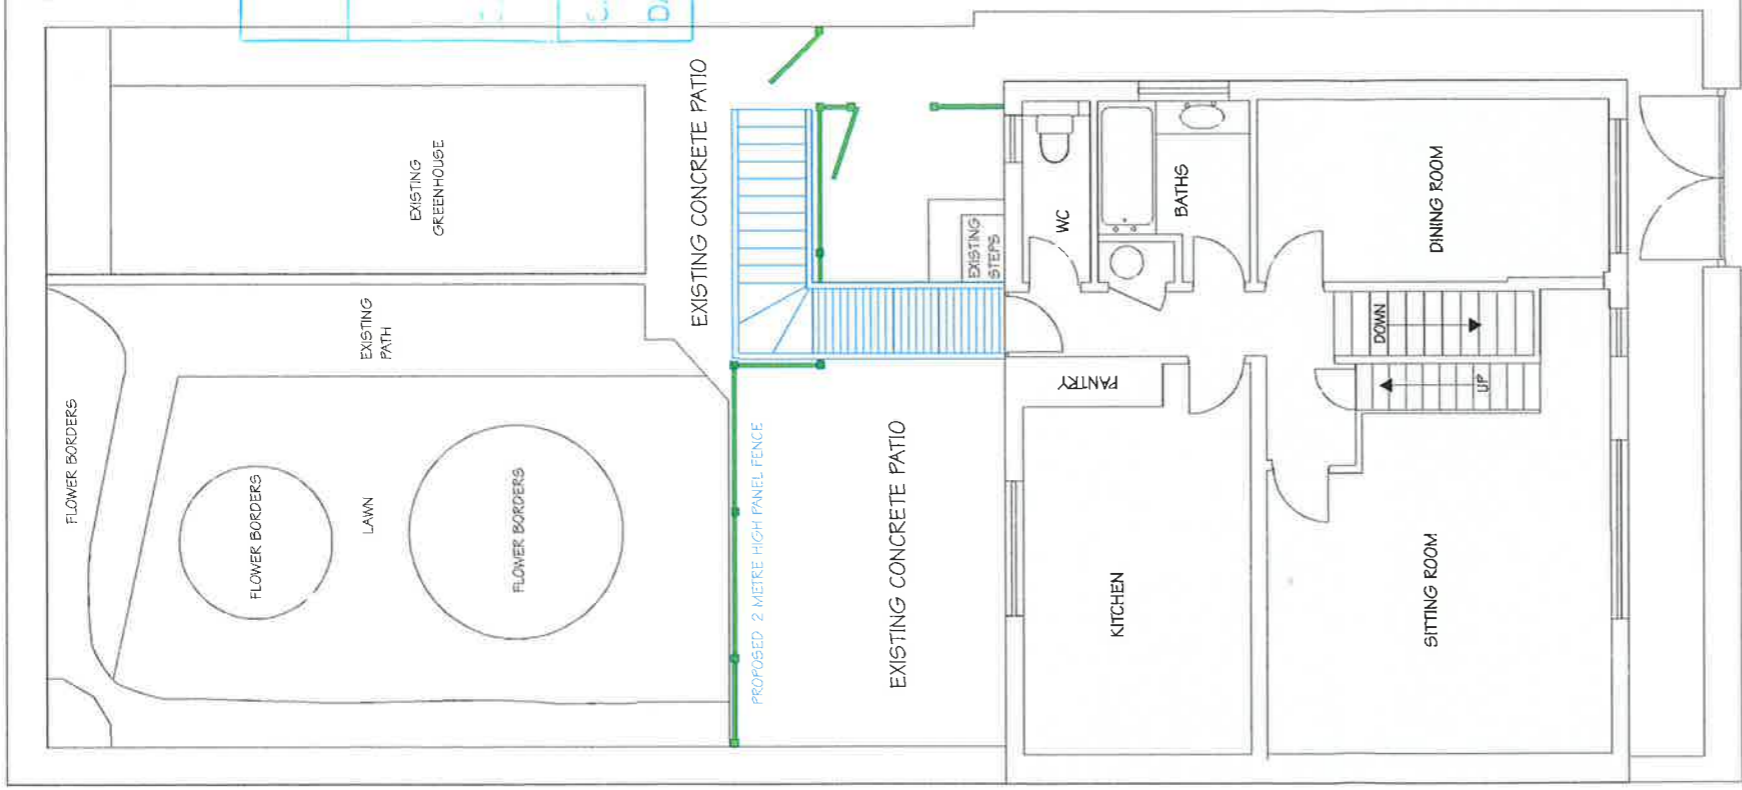 FLOWER BORDERS
FLOWER BORDERS
LAWN
FLOWER BORDERS
EXISTING
PATH
EXISTING
GREENHOUSE
EXISTING CONCRETE PATIO
PROPOSED 2 METRE HIGH PANEL FENCE
EXISTING CONCRETE PATIO
EXISTING
STEPS
WC
BATHS
DINING ROOM
PANTRY
KITCHEN
DOWN
UP
SITTING ROOM